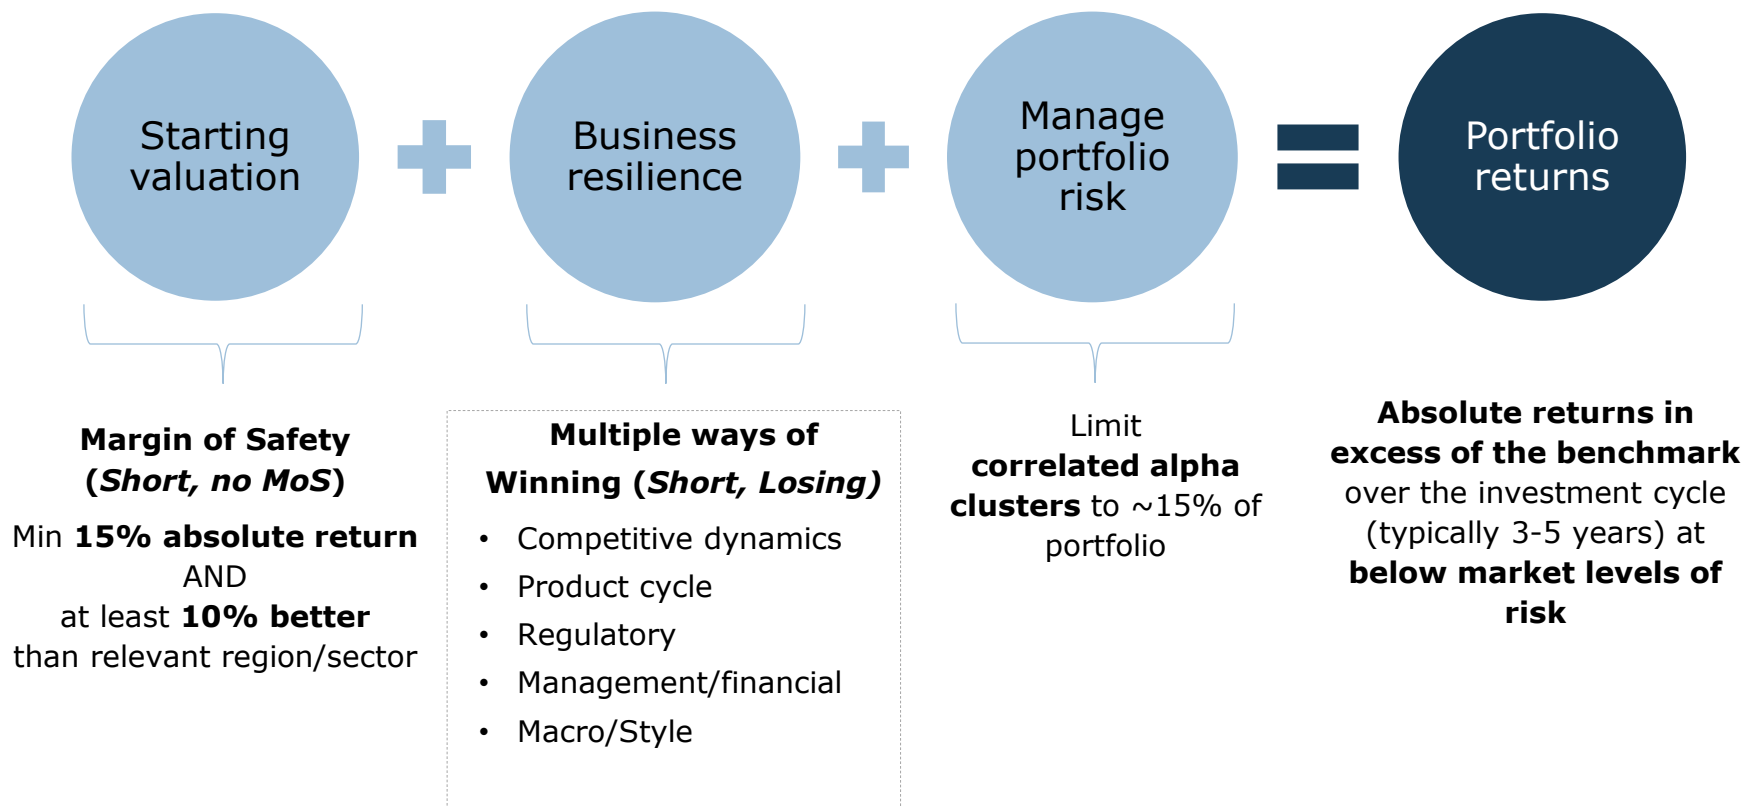 Starting
valuation
Business
resilience
Manage
portfolio
risk
Portfolio
returns
Margin of Safety
(Short, no MoS)
Min 15% absolute return
AND
at least 10% better
than relevant region/sector
Multiple ways of
Winning (Short, Losing)
• Competitive dynamics
• Product cycle
• Regulatory
• Management/financial
• Macro/Style
Limit
correlated alpha
clusters to ~15% of
portfolio
Absolute returns in
excess of the benchmark
over the investment cycle
(typically 3-5 years) at
below market levels of
risk